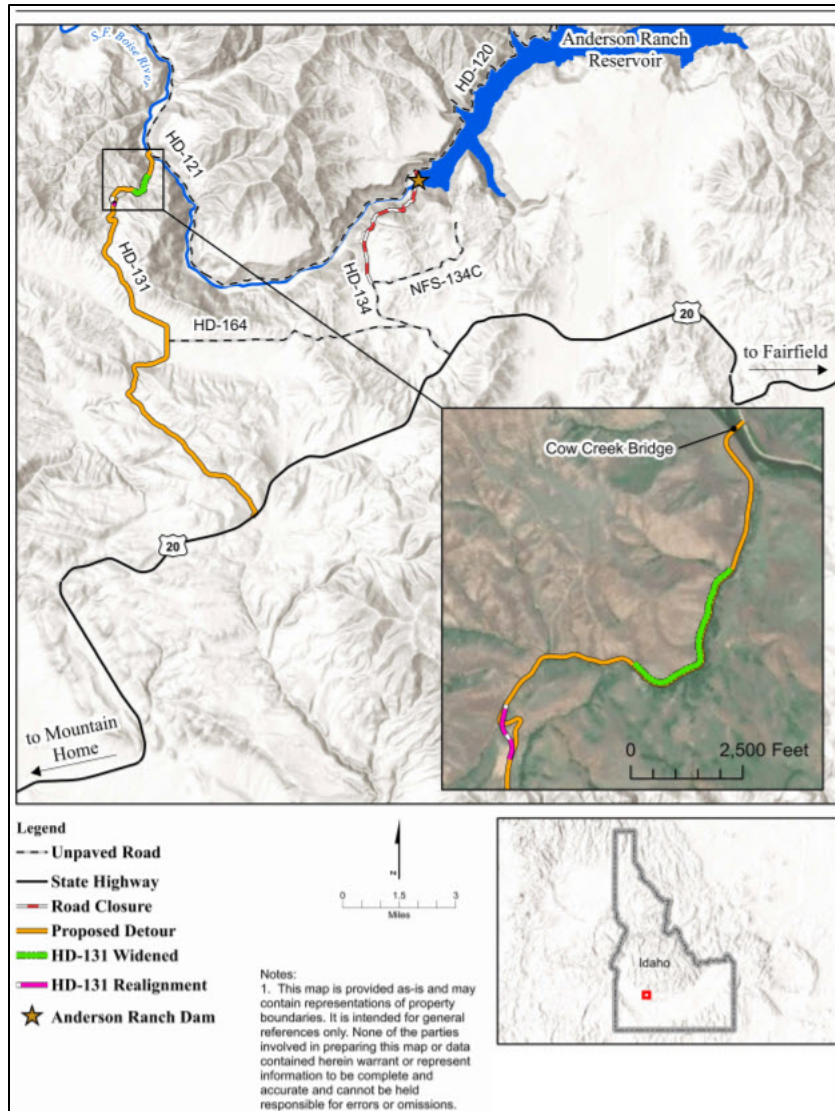 S.F. Boise River
HD-120
Anderson Ranch
Reservoir
HD-121
HD-131
HD-134
NFS-134C
HD-164
20
to Fairfield
20
to Mountain
Home
Cow Creek Bridge
0 2,500 Feet
Legend
Unpaved Road
State Highway
Road Closure
Proposed Detour
HD-131 Widened
HD-131 Realignment
Anderson Ranch Dam
N
0 1.5 3
Miles
Notes:
1. This map is provided as-is and may
contain representations of property
boundaries. It is intended for general
references only. None of the parties
involved in preparing this map or data
contained herein warrant or represent
information to be complete and
accurate and cannot be held
responsible for errors or omissions.
Idaho